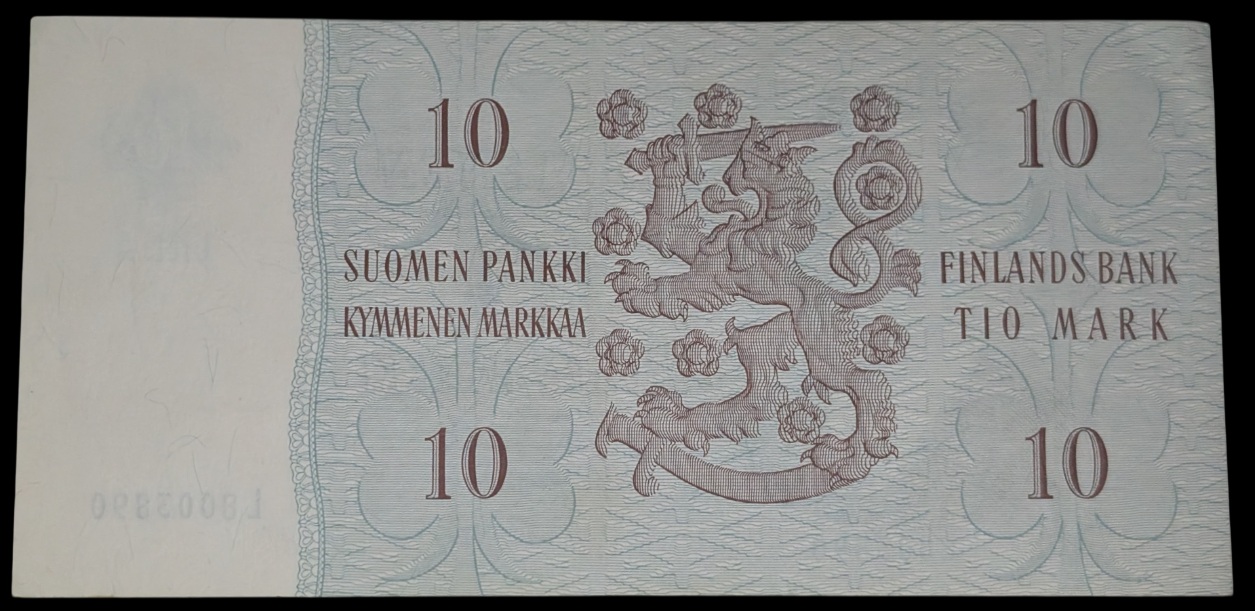 10
10
SUOMEN PANKKI
KYMMENEN MARKKAA
FINLANDS BANK
TIO MARK
10
10